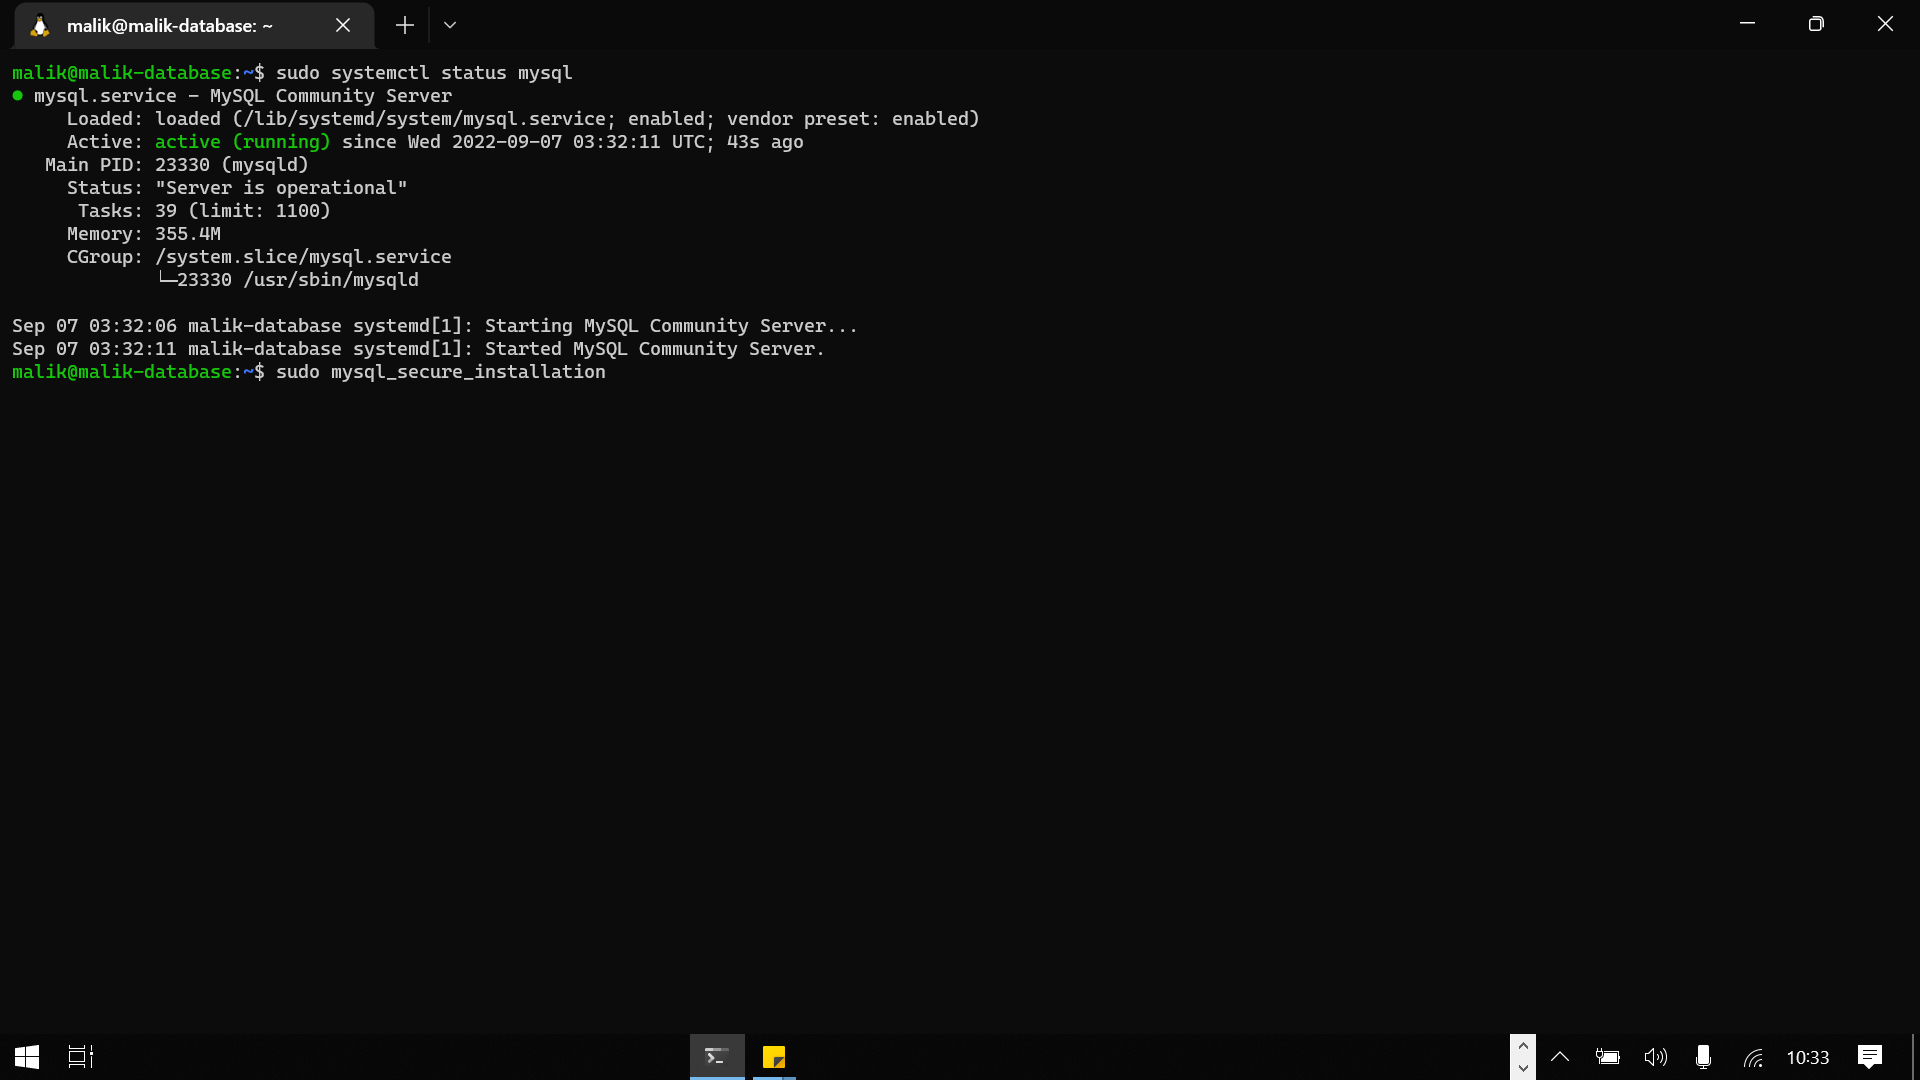 malik@malik-database: ~
malik@malik-database:~$ sudo systemctl status mysql
● mysql.service - MySQL Community Server
     Loaded: loaded (/lib/systemd/system/mysql.service; enabled; vendor preset: enabled)
     Active: active (running) since Wed 2022-09-07 03:32:11 UTC; 43s ago
   Main PID: 23330 (mysqld)
     Status: "Server is operational"
      Tasks: 39 (limit: 1100)
     Memory: 355.4M
     CGroup: /system.slice/mysql.service
             └─23330 /usr/sbin/mysqld
Sep 07 03:32:06 malik-database systemd[1]: Starting MySQL Community Server...
Sep 07 03:32:11 malik-database systemd[1]: Started MySQL Community Server.
malik@malik-database:~$ sudo mysql_secure_installation
10:33